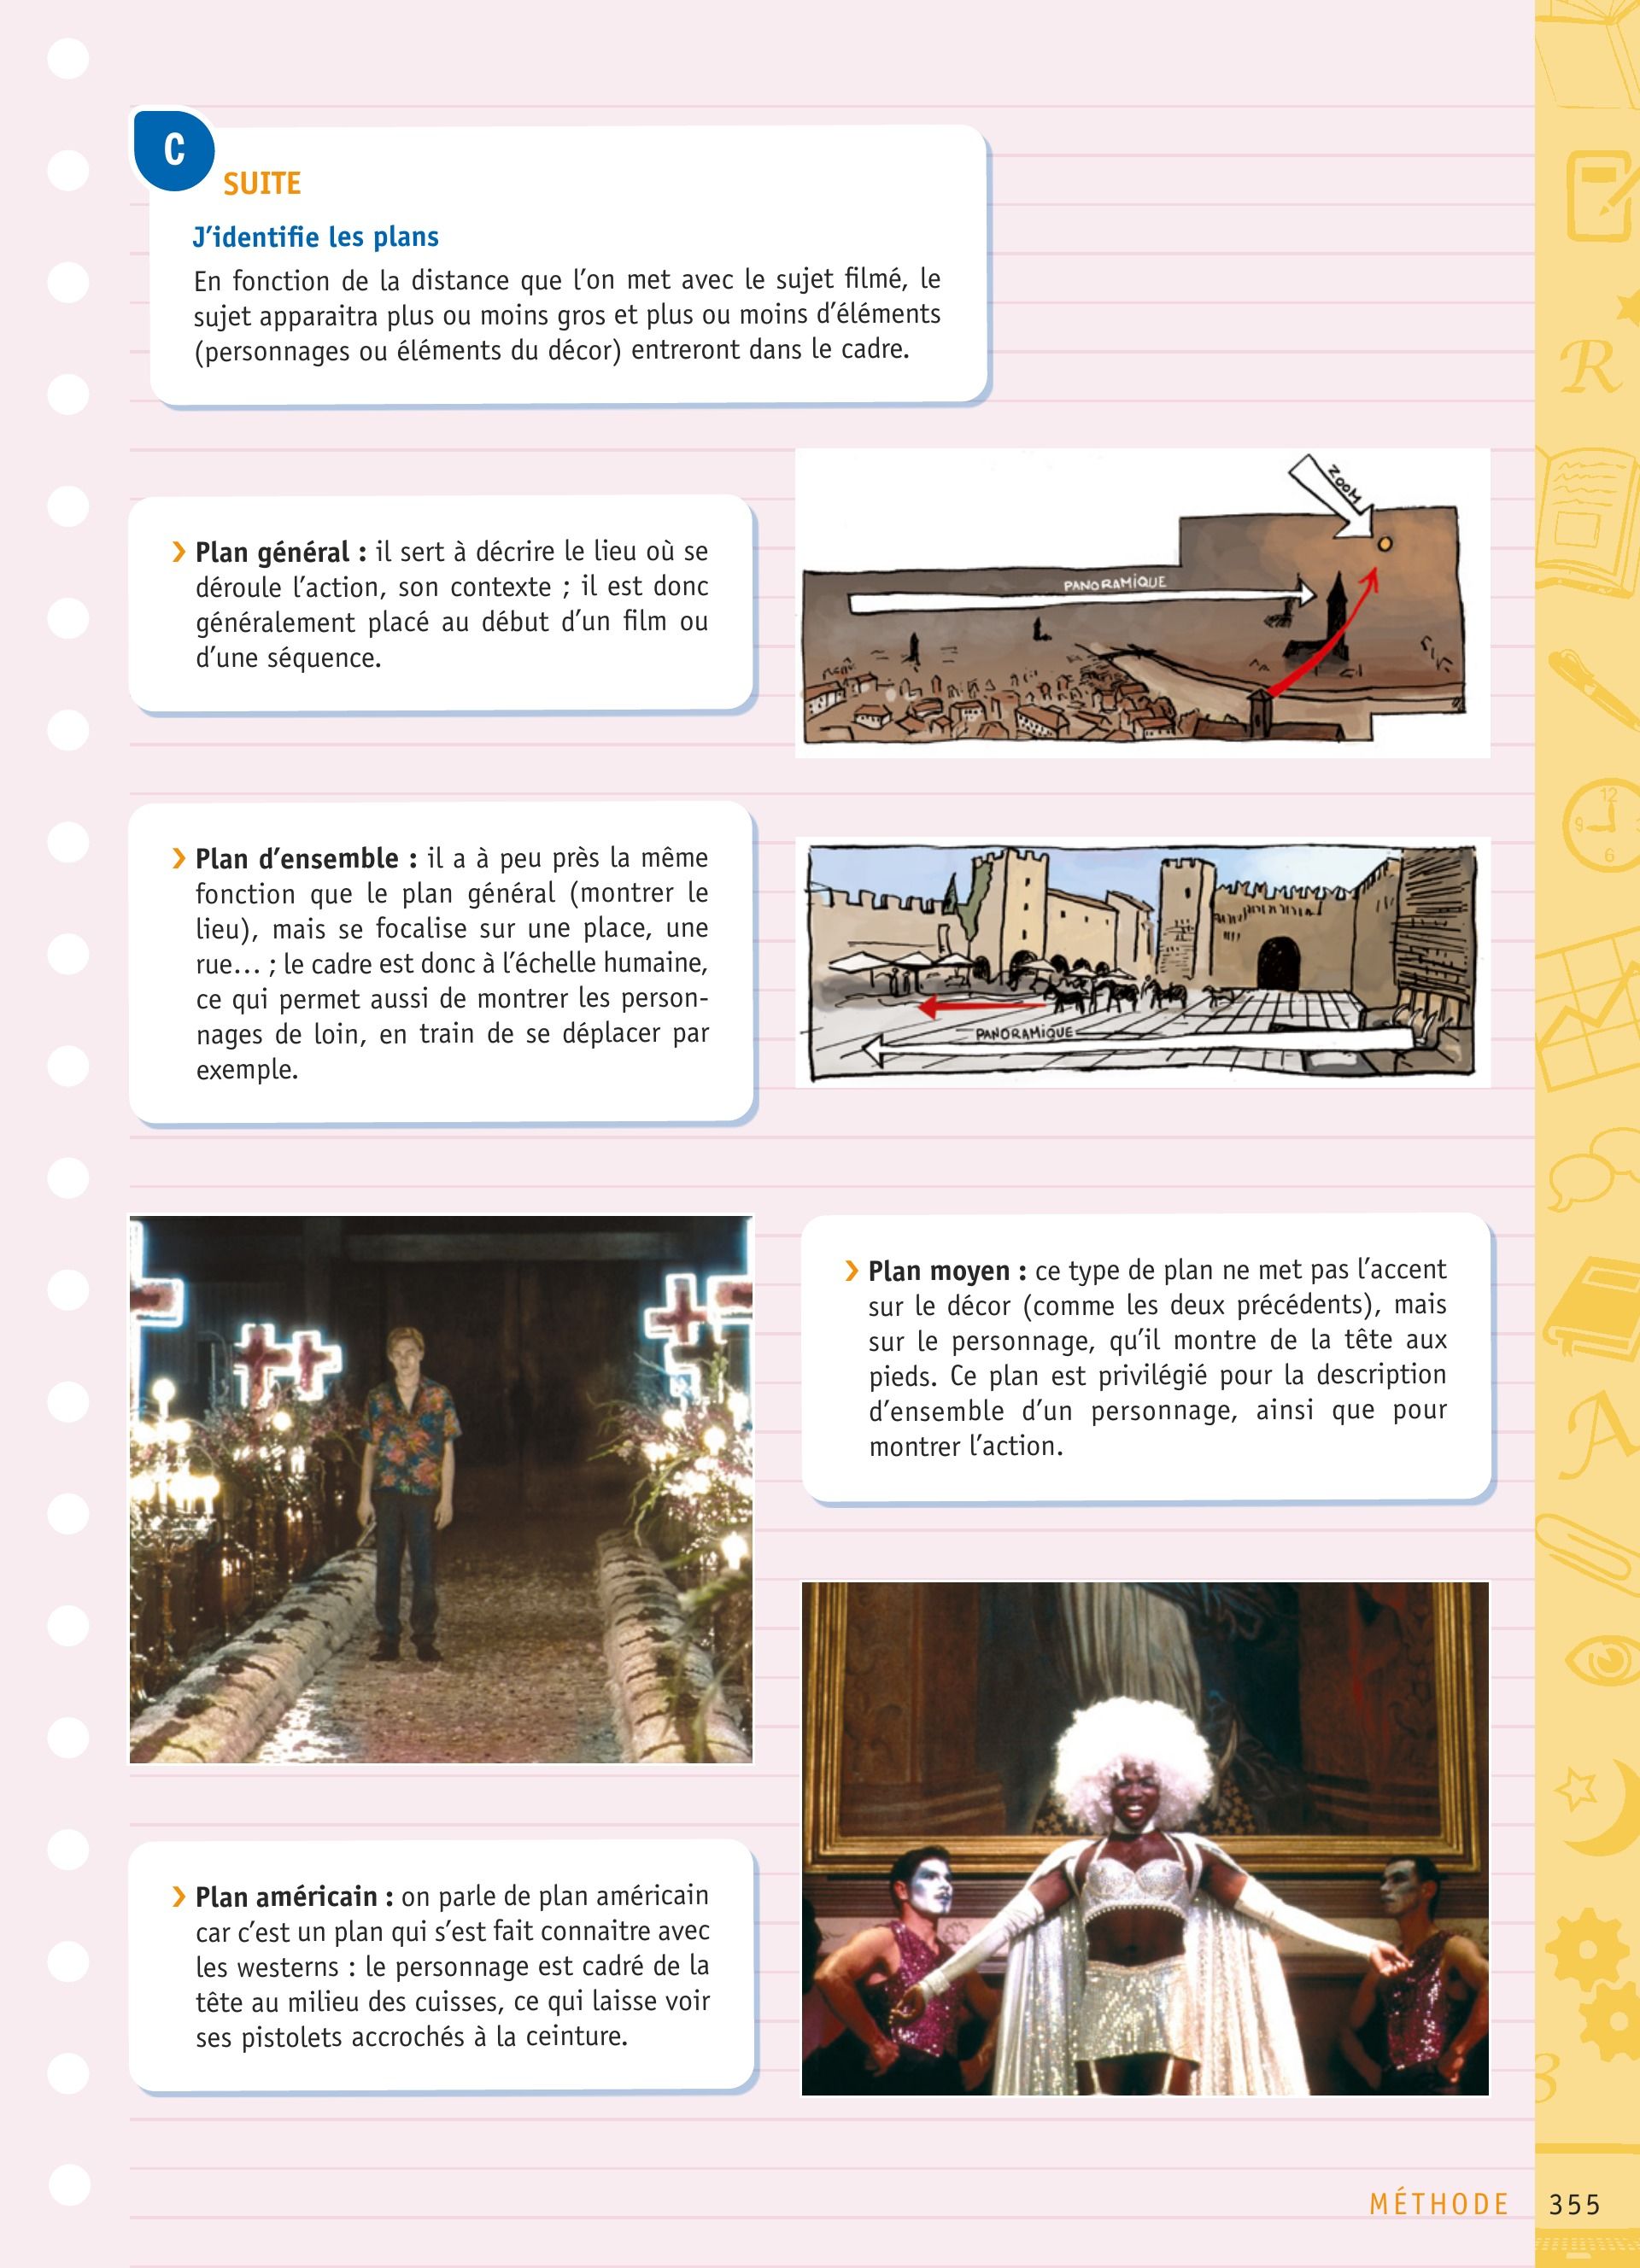 C
SUITE
J’identifie les plans
En fonction de la distance que l’on met avec le sujet filmé, le
sujet apparaitra plus ou moins gros et plus ou moins d’éléments
(personnages ou éléments du décor) entreront dans le cadre.
› Plan général : il sert à décrire le lieu où se
déroule l’action, son contexte ; il est donc
généralement placé au début d’un film ou
d’une séquence.
ZOOM
PANORAMIQUE
› Plan d’ensemble : il a à peu près la même
fonction que le plan général (montrer le
lieu), mais se focalise sur une place, une
rue… ; le cadre est donc à l’échelle humaine,
ce qui permet aussi de montrer les person-
nages de loin, en train de se déplacer par
exemple.
PANORAMIQUE
› Plan moyen : ce type de plan ne met pas l’accent
sur le décor (comme les deux précédents), mais
sur le personnage, qu’il montre de la tête aux
pieds. Ce plan est privilégié pour la description
d’ensemble d’un personnage, ainsi que pour
montrer l’action.
› Plan américain : on parle de plan américain
car c’est un plan qui s’est fait connaitre avec
les westerns : le personnage est cadré de la
tête au milieu des cuisses, ce qui laisse voir
ses pistolets accrochés à la ceinture.
R
12
9
6
A
3
MÉTHODE 355